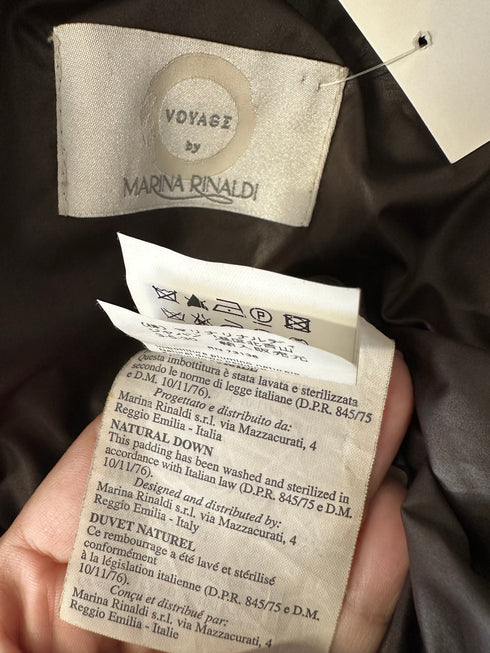 VOYAGE
by
MARINA RINALDI
RN 73136
Questa imbottitura è stata lavata e sterilizzata
secondo le norme di legge italiane (D.P.R. 845/75
e D.M. 10/11/76).
Progettato e distribuito da:
Marina Rinaldi s.r.l. via Mazzacurati, 4
Reggio Emilia - Italia
NATURAL DOWN
This padding has been washed and sterilized in
accordance with Italian law (D.P.R. 845/75 e D.M.
10/11/76).
Designed and distributed by:
Marina Rinaldi s.r.l. via Mazzacurati, 4
Reggio Emilia - Italy
DUVET NATUREL
Ce rembourrage a été lavé et stérilisé
conformément
à la législation italienne (D.P.R. 845/75 e D.M.
10/11/76).
Conçu et distribué par:
Marina Rinaldi s.r.l. via Mazzacurati, 4
Reggio Emilia - Italie